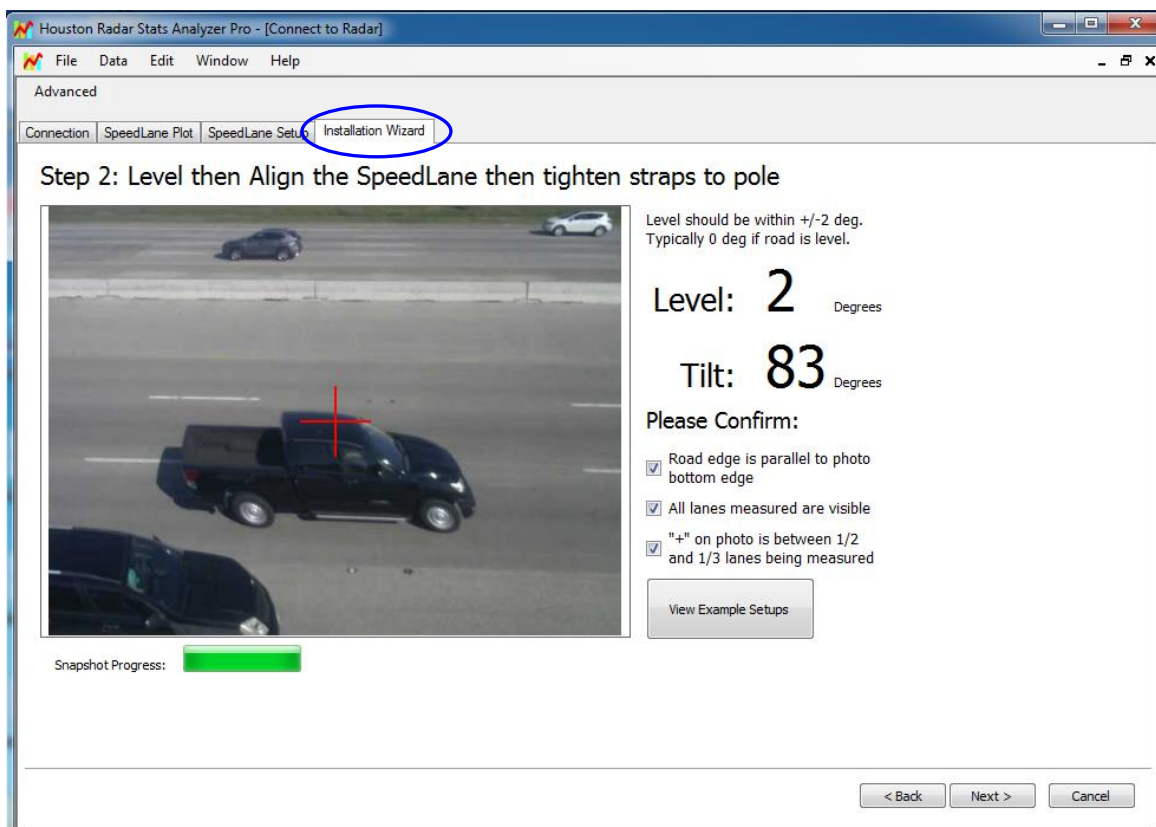 Houston Radar Stats Analyzer Pro - [Connect to Radar]
File Data Edit Window Help
Advanced
Connection SpeedLane Plot SpeedLane Setup Installation Wizard
Step 2: Level then Align the SpeedLane then tighten straps to pole
Level should be within +/-2 deg.
Typically 0 deg if road is level.
Level: 2 Degrees
Tilt: 83 Degrees
Please Confirm:
Road edge is parallel to photo
bottom edge
All lanes measured are visible
"+" on photo is between 1/2
and 1/3 lanes being measured
View Example Setups
Snapshot Progress:
< Back Next > Cancel